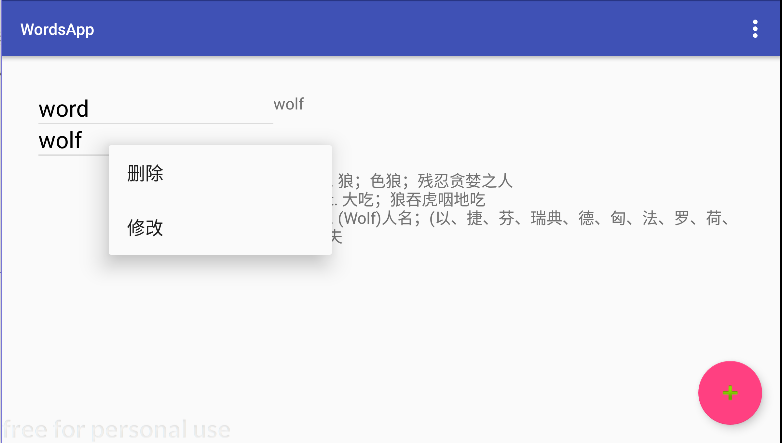 WordsApp
word
wolf
wolf
删除
修改
狼；色狼；残忍贪婪之人
. 大吃；狼吞虎咽地吃
. (Wolf)人名；(以、捷、芬、瑞典、德、匈、法、罗、荷、
free for personal use